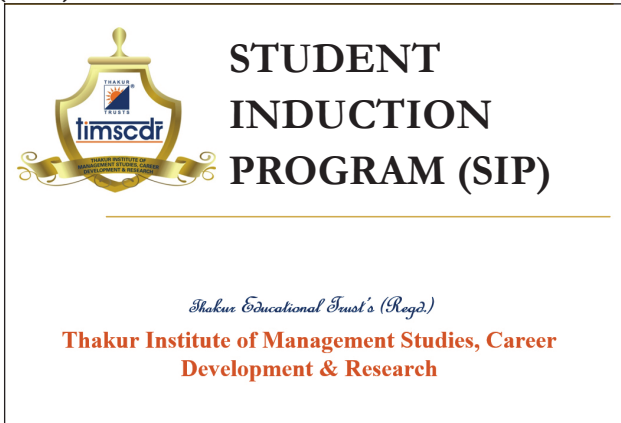 THAKUR
TRUSTS
timscdr
THAKUR INSTITUTE OF
MANAGEMENT STUDIES, CAREER
DEVELOPMENT & RESEARCH
STUDENT
INDUCTION
PROGRAM (SIP)
Thakur Educational Trust's (Regd.)
Thakur Institute of Management Studies, Career
Development & Research